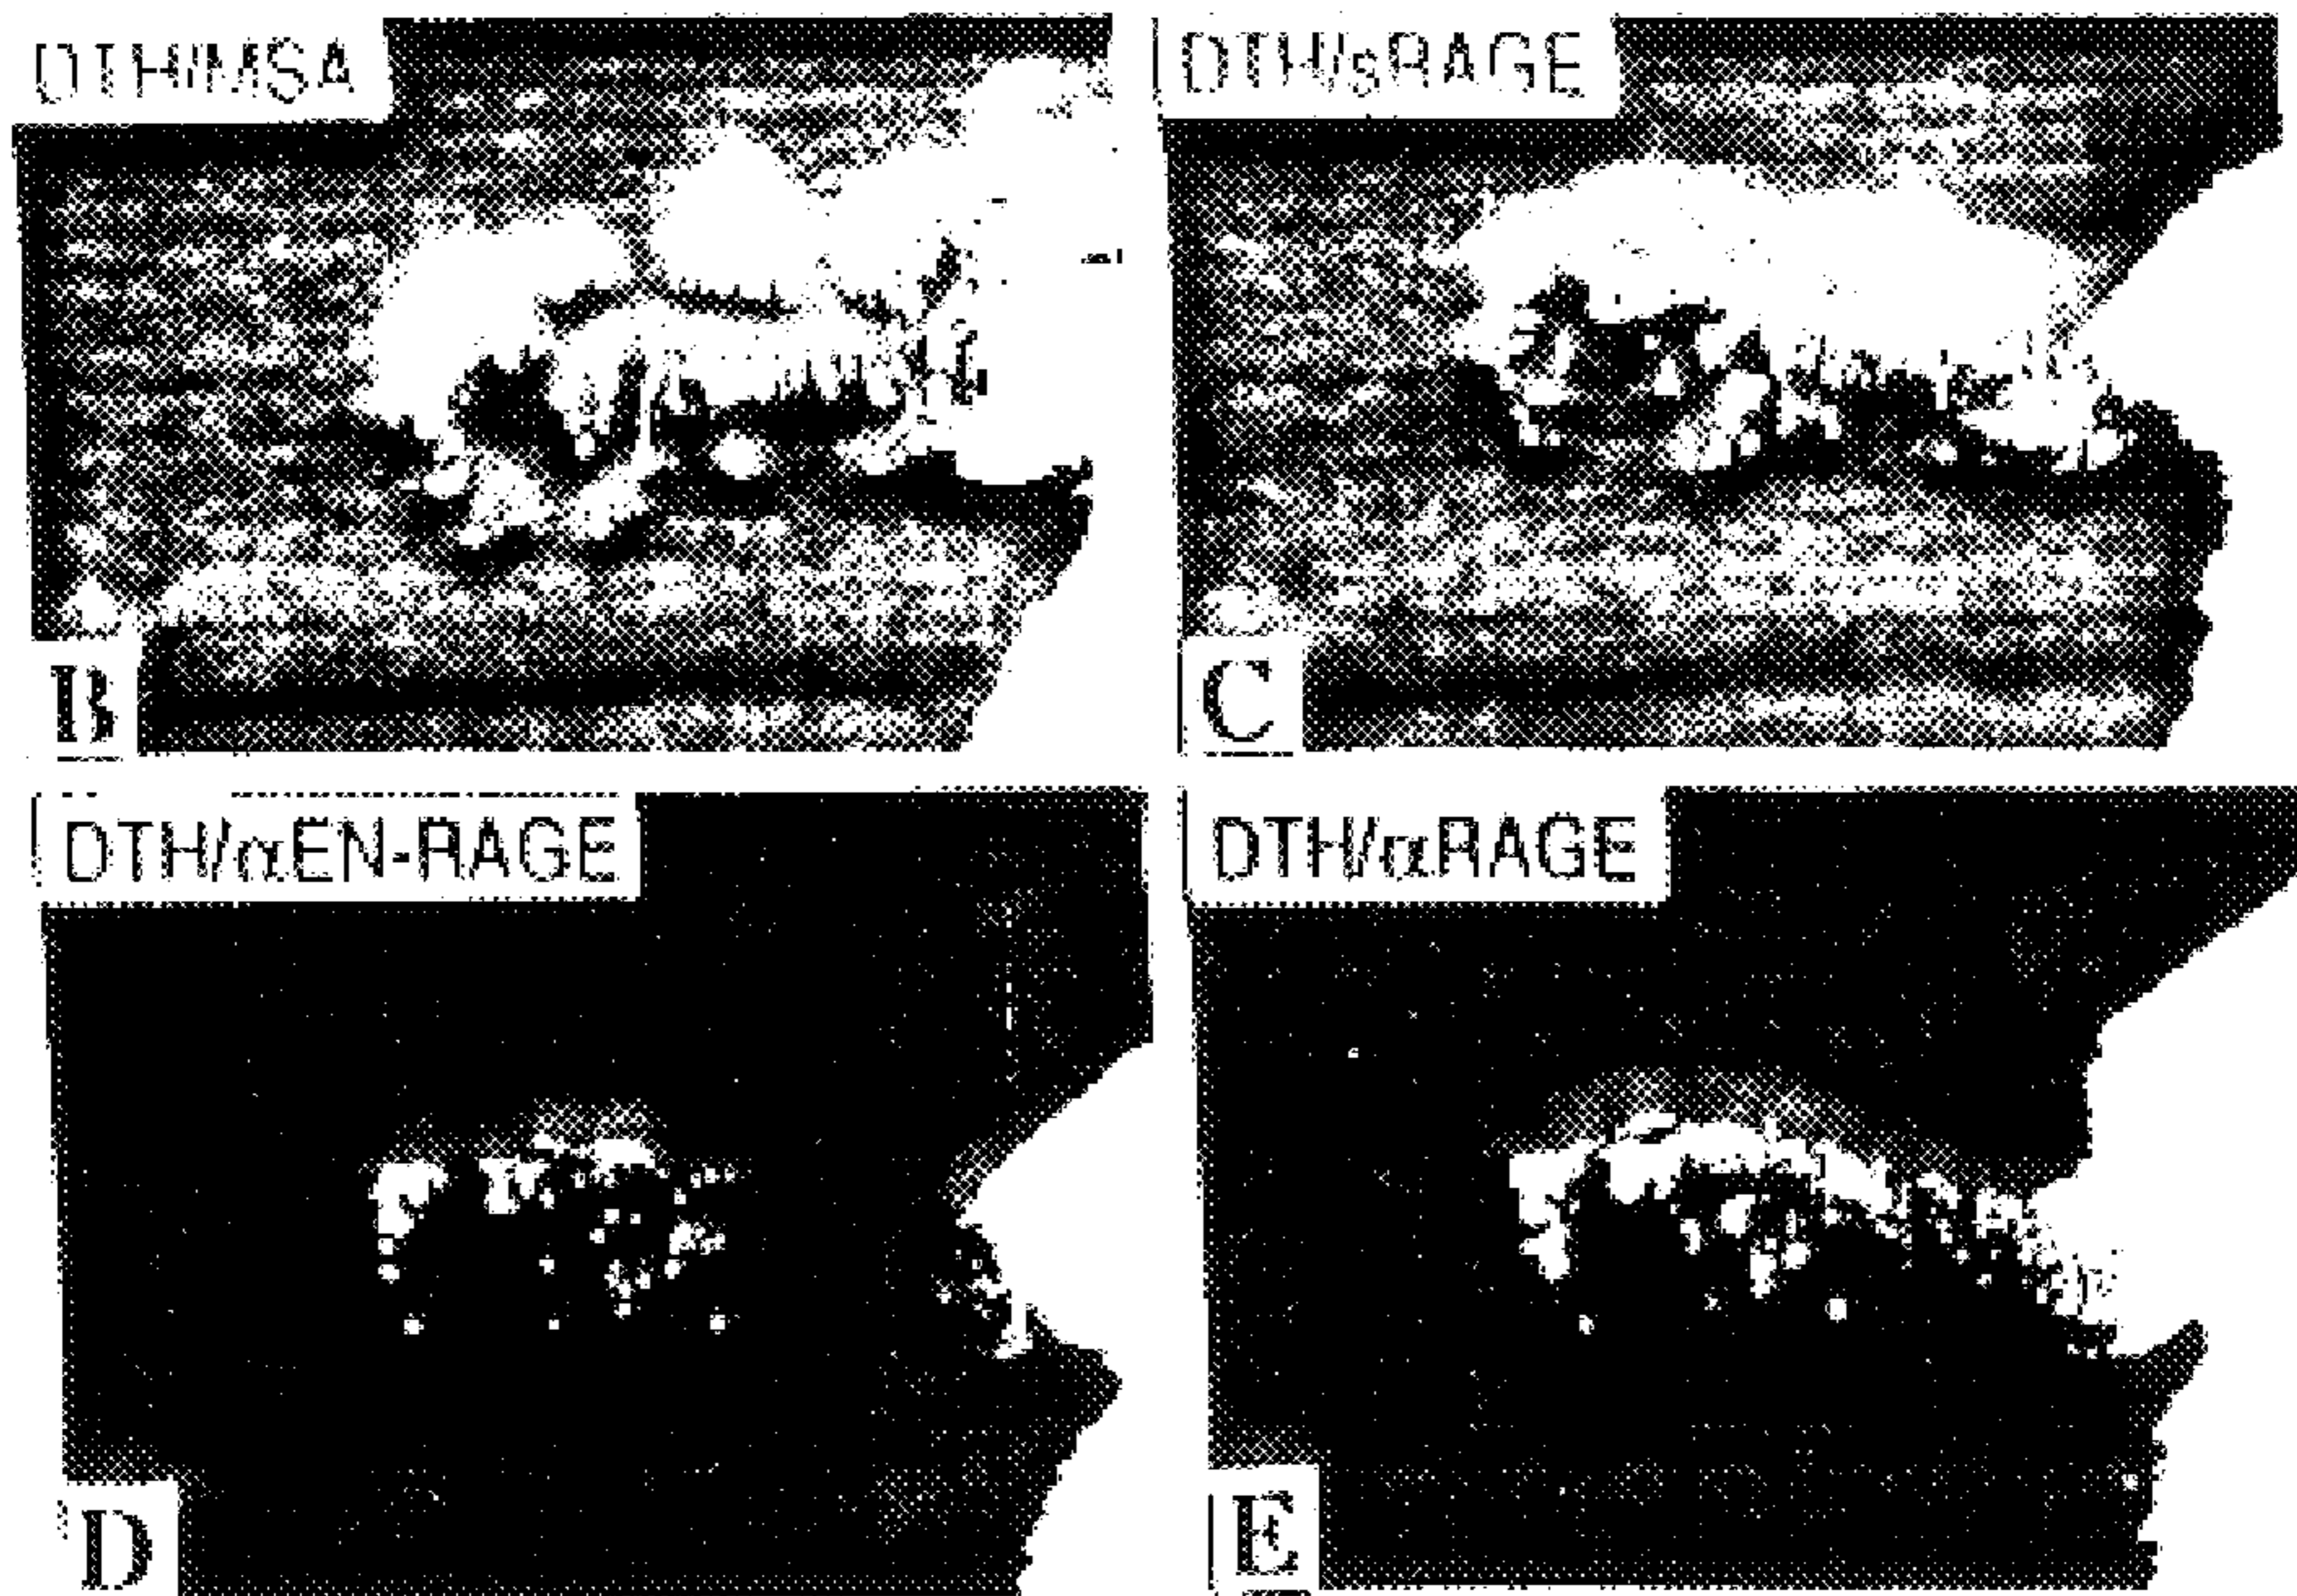 DTH/MSA
DTH/sRAGE
B
C
DTH/αEN-RAGE
DTH/αRAGE
D
E